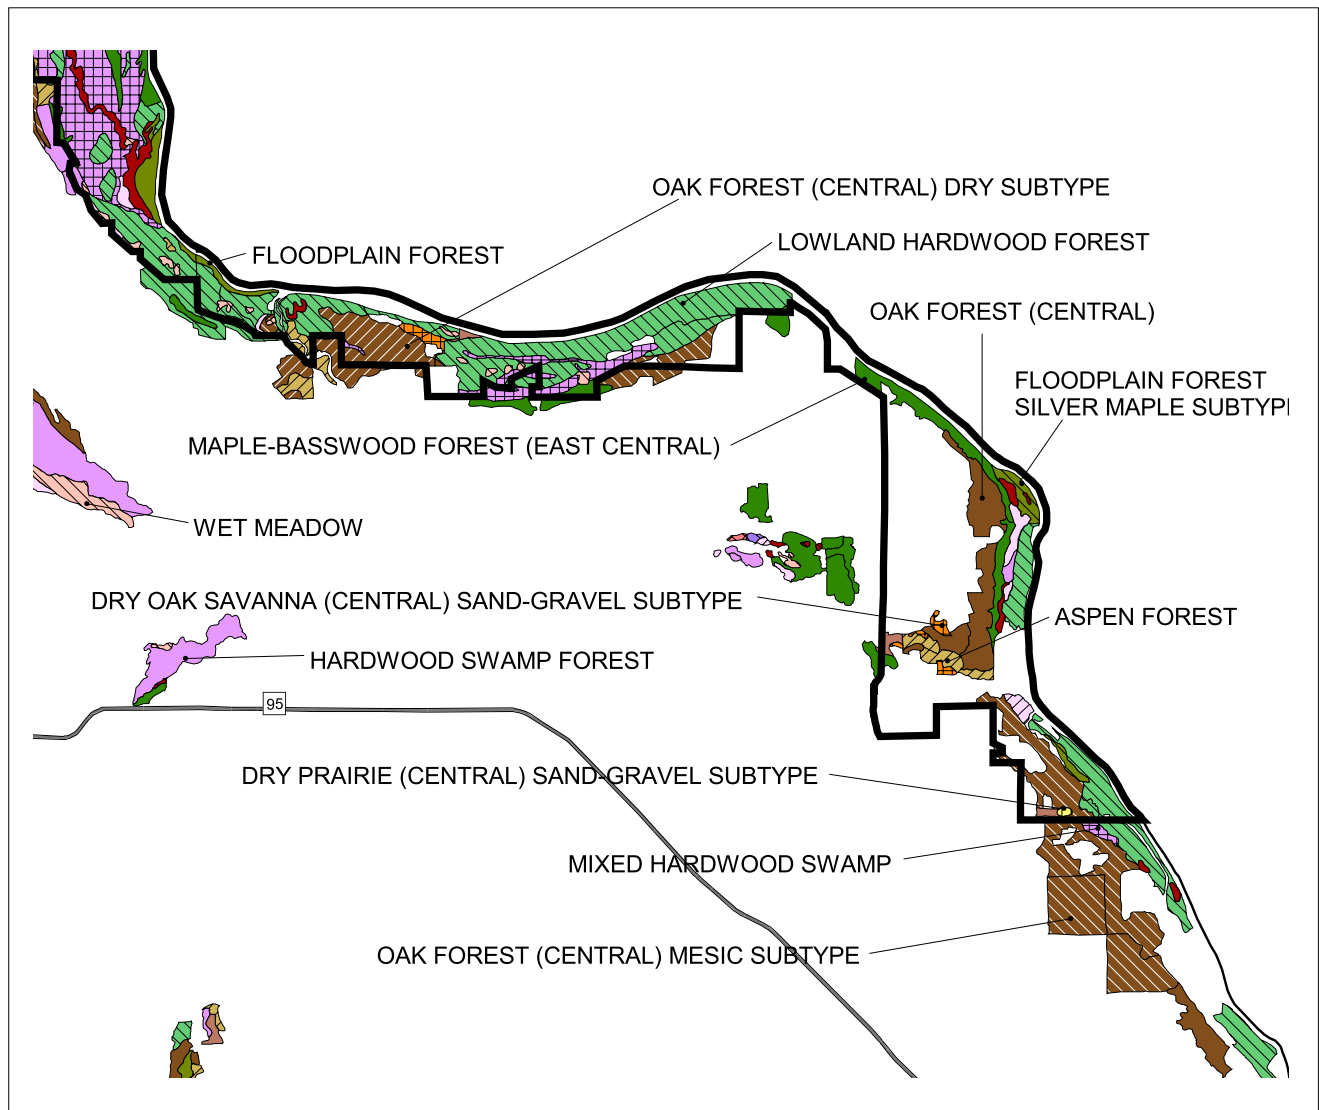 OAK FOREST (CENTRAL) DRY SUBTYPE
LOWLAND HARDWOOD FOREST
FLOODPLAIN FOREST
OAK FOREST (CENTRAL)
FLOODPLAIN FOREST
SILVER MAPLE SUBTYPE
MAPLE-BASSWOOD FOREST (EAST CENTRAL)
WET MEADOW
DRY OAK SAVANNA (CENTRAL) SAND-GRAVEL SUBTYPE
ASPEN FOREST
HARDWOOD SWAMP FOREST
95
DRY PRAIRIE (CENTRAL) SAND-GRAVEL SUBTYPE
MIXED HARDWOOD SWAMP
OAK FOREST (CENTRAL) MESIC SUBTYPE